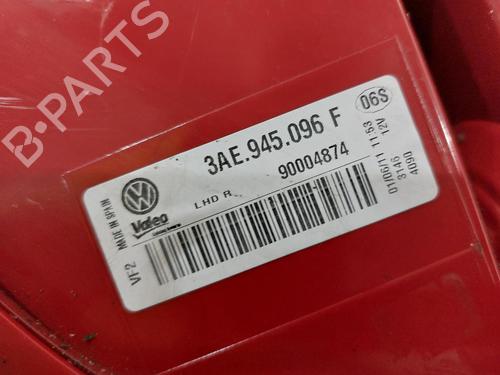 B-PARTS
06S
3AE.945.096 F
90004874
LHD R
01/06/11 11:53
12V
3146
4090
Valeo
MADE IN SPAIN
VF2